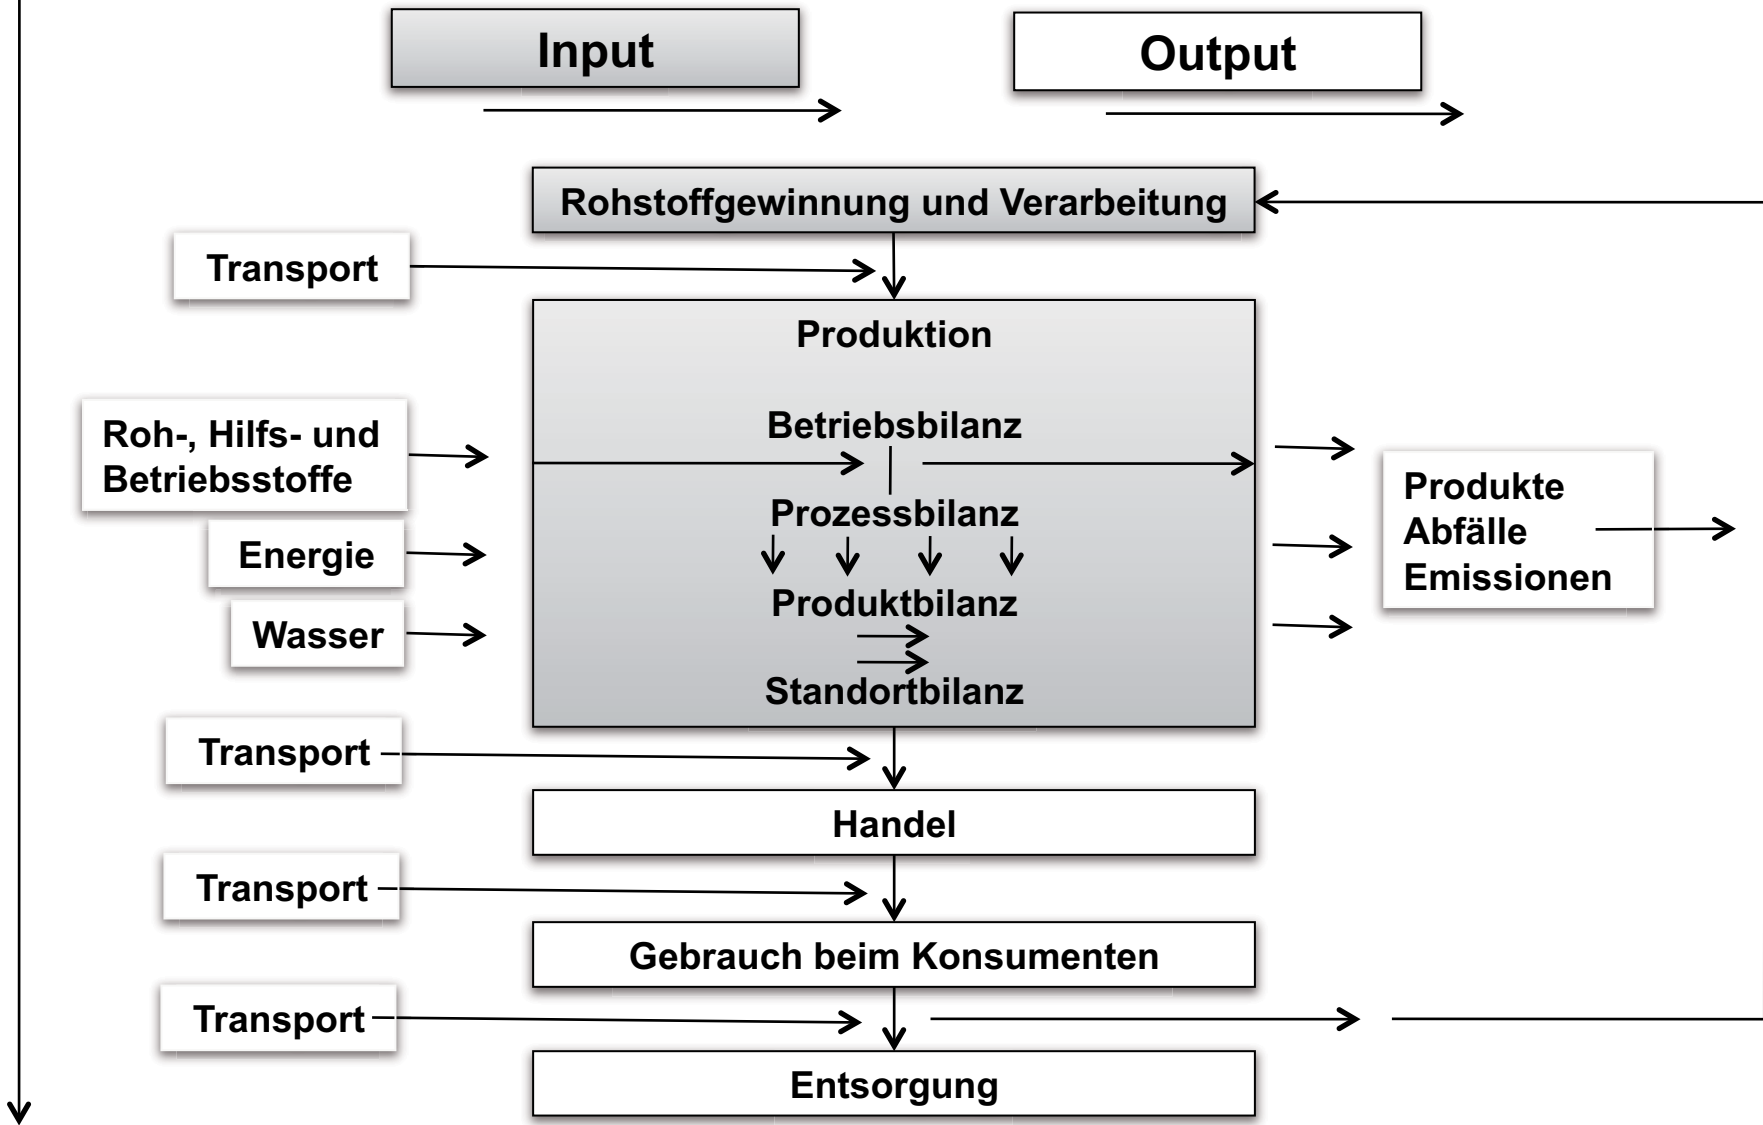 Input
Output
Rohstoffgewinnung und Verarbeitung
Transport
Produktion
Betriebsbilanz
Roh-, Hilfs- und
Betriebsstoffe
Prozessbilanz
Produkte
Abfälle
Emissionen
Energie
Produktbilanz
Wasser
Standortbilanz
Transport
Handel
Transport
Gebrauch beim Konsumenten
Transport
Entsorgung